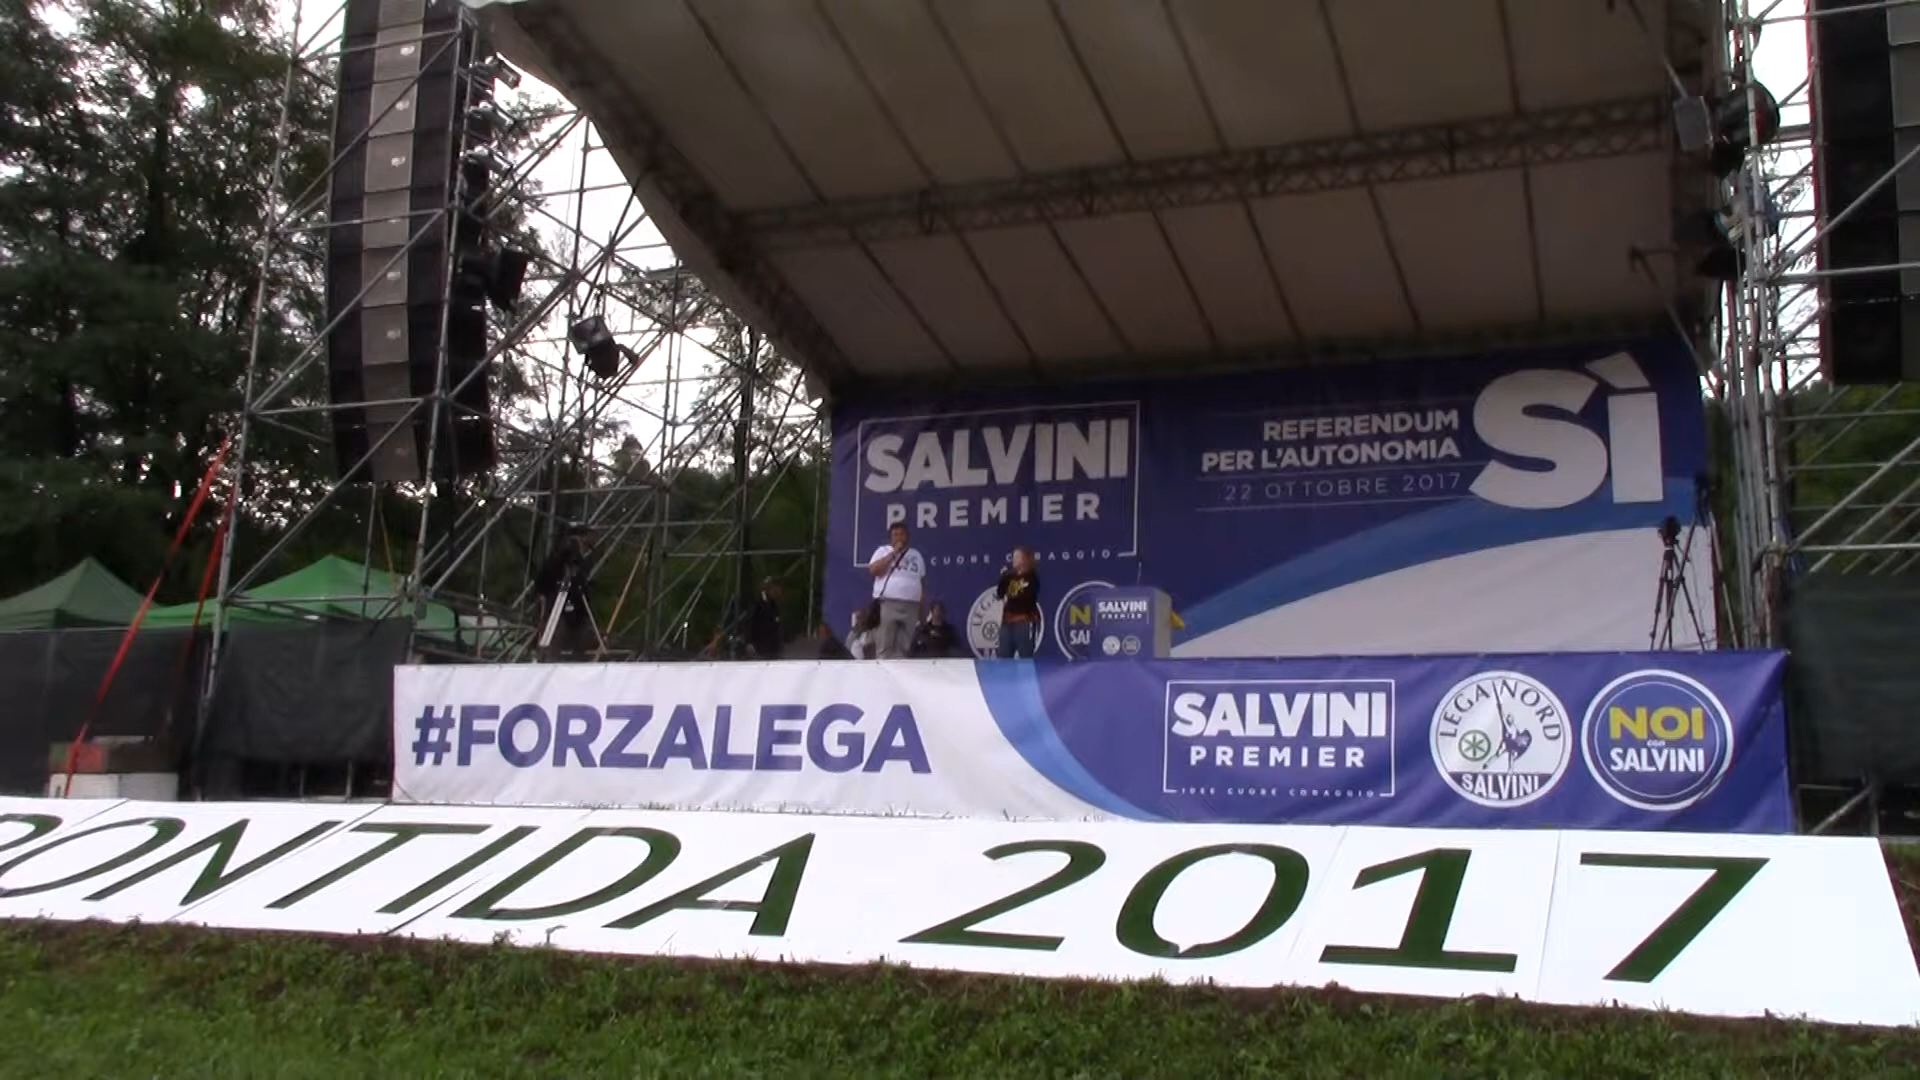 SALVINI
PREMIER
CUORE CORAGGIO
REFERENDUM
PER L'AUTONOMIA
22 OTTOBRE 2017
SÌ
SALVINI
PREMIER
#FORZALEGA
SALVINI
PREMIER
IDEE CUORE CORAGGIO
LEGA NORD
SALVINI
NOI
con
SALVINI
PONTIDA 2017